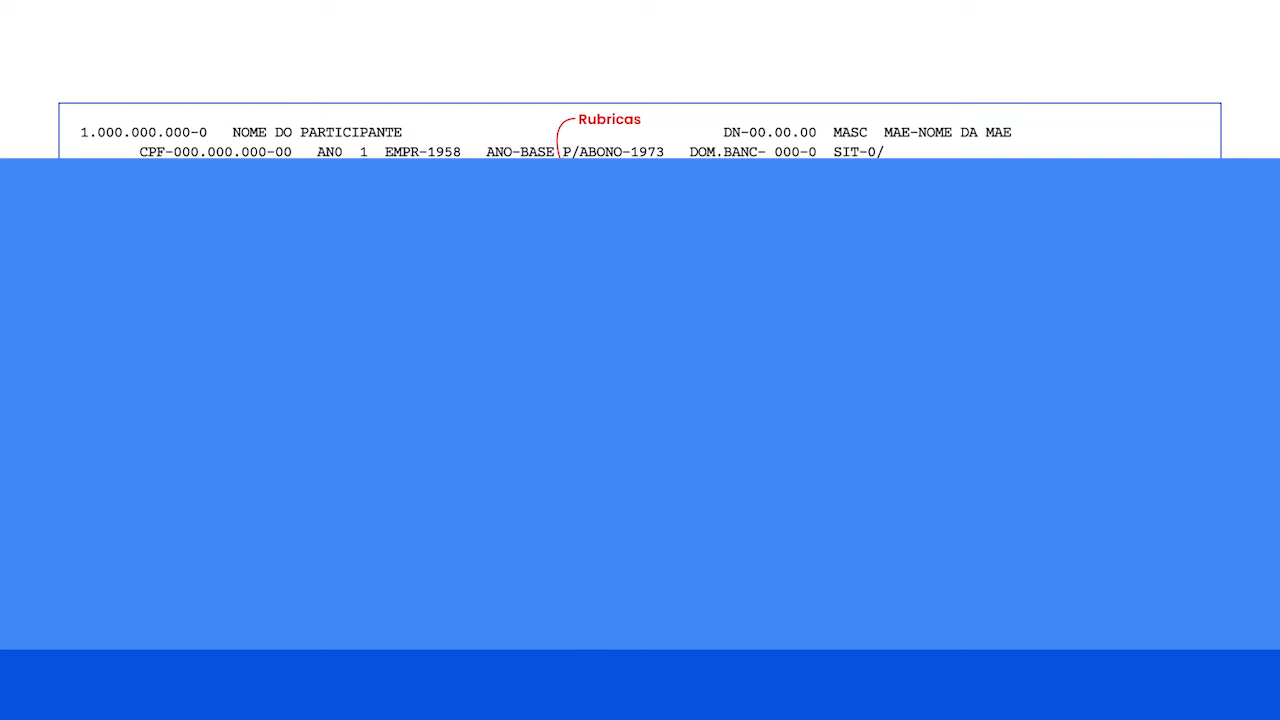 Rubricas
1.000.000.000-0 NOME DO PARTICIPANTE DN-00.00.00 MASC MAE-NOME DA MAE
CPF-000.000.000-00 AN0 1 EMPR-1958 ANO-BASE P/ABONO-1973 DOM.BANC- 000-0 SIT-0/